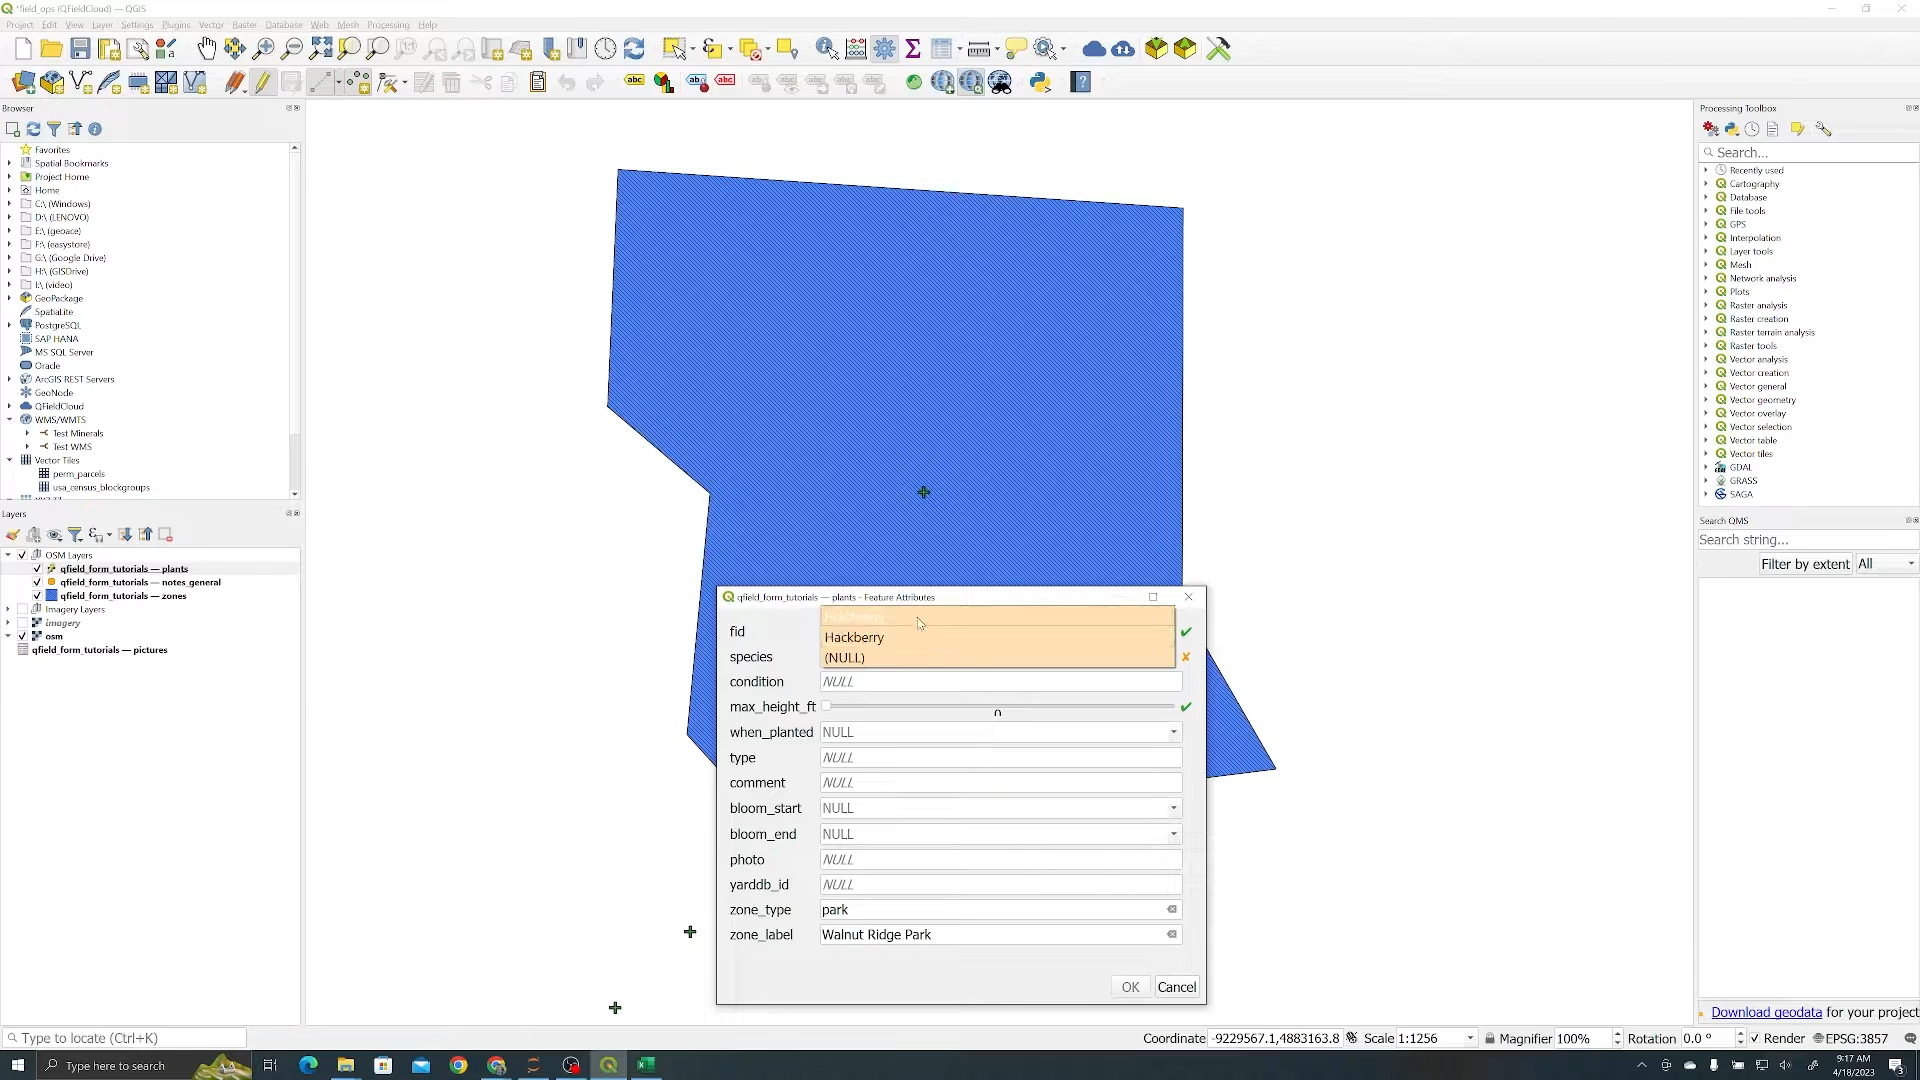 *field_ops (QFieldCloud) — QGIS
Project Edit View Layer Settings Plugins Vector Raster Database Web Mesh Processing Help
Browser
Favorites
Spatial Bookmarks
Project Home
Home
C:\ (Windows)
D:\ (LENOVO)
E:\ (geoace)
F:\ (easystore)
G:\ (Google Drive)
H:\ (GISDrive)
I:\ (video)
GeoPackage
SpatiaLite
PostgreSQL
SAP HANA
MS SQL Server
Oracle
ArcGIS REST Servers
GeoNode
QFieldCloud
WMS/WMTS
Test Minerals
Test WMS
Vector Tiles
perm_parcels
usa_census_blockgroups
Layers
OSM Layers
qfield_form_tutorials — plants
qfield_form_tutorials — notes_general
qfield_form_tutorials — zones
Imagery Layers
imagery
osm
qfield_form_tutorials — pictures
qfield_form_tutorials — plants - Feature Attributes
fid
Hackberry
species
(NULL)
condition NULL
max_height_ft
when_planted NULL
type NULL
comment NULL
bloom_start NULL
bloom_end NULL
photo NULL
yarddb_id NULL
zone_type park
zone_label Walnut Ridge Park
OK Cancel
Processing Toolbox
Search...
Recently used
Cartography
Database
File tools
GPS
Interpolation
Layer tools
Mesh
Network analysis
Plots
Raster analysis
Raster creation
Raster terrain analysis
Raster tools
Vector analysis
Vector creation
Vector general
Vector geometry
Vector overlay
Vector selection
Vector table
Vector tiles
GDAL
GRASS
SAGA
Search QMS
Search string...
Filter by extent All
Download geodata for your project
Type to locate (Ctrl+K)
Coordinate -9229567.1,4883163.8 Scale 1:1256 Magnifier 100% Rotation 0.0 ° Render EPSG:3857
Type here to search
9:17 AM
4/18/2023